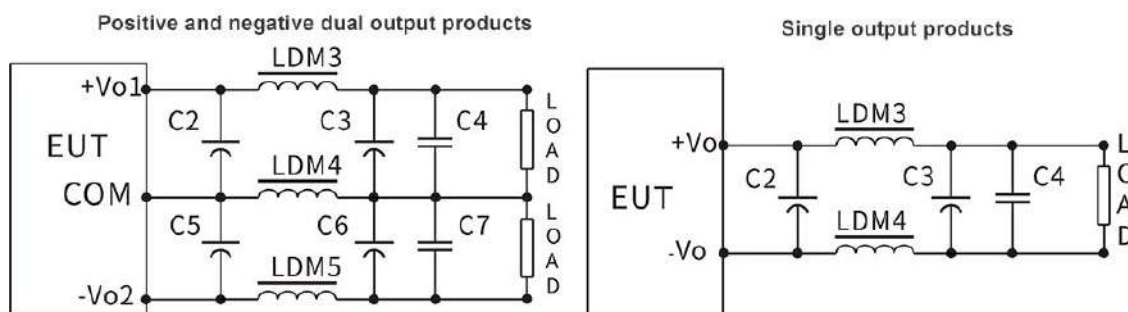 Positive and negative dual output products
LDM3
+Vo1
C2
C3
C4
LOAD
EUT
LDM4
COM
C5
C6
C7
LOAD
LDM5
-Vo2
Single output products
LDM3
+Vo
C2
C3
C4
LOAD
EUT
LDM4
-Vo